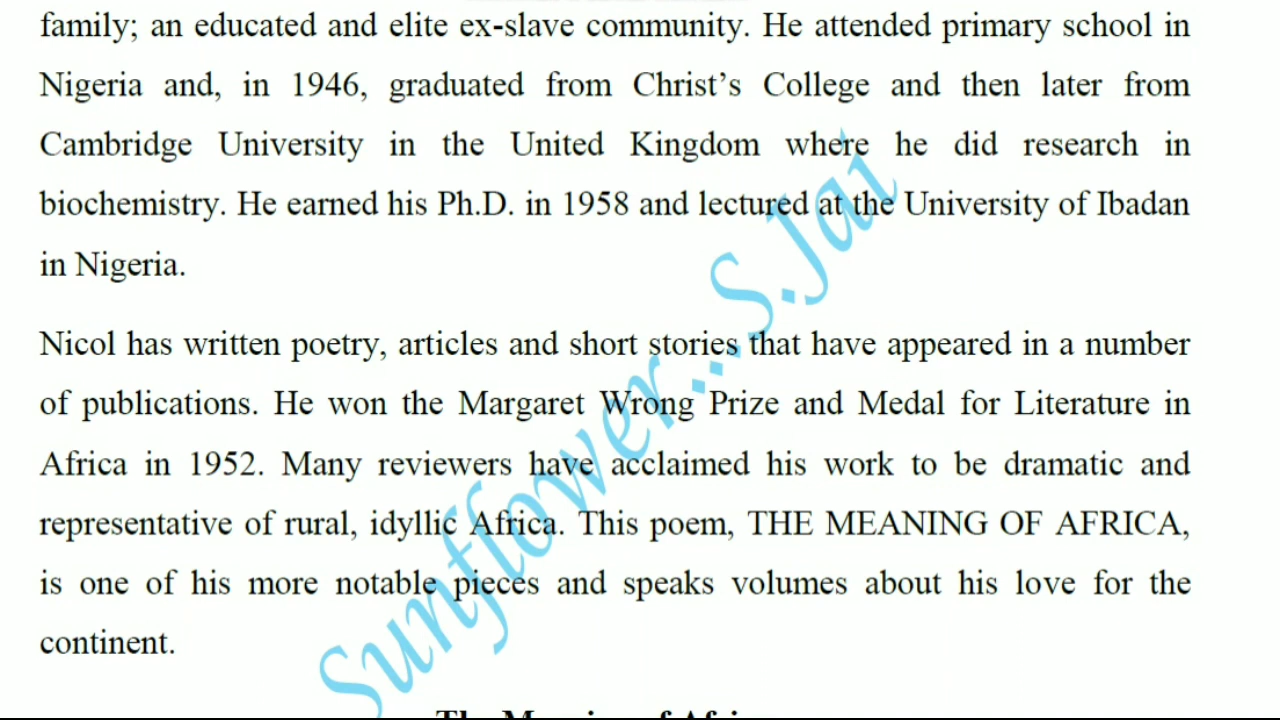 family; an educated and elite ex-slave community. He attended primary school in
Nigeria and, in 1946, graduated from Christ’s College and then later from
Cambridge University in the United Kingdom where he did research in
biochemistry. He earned his Ph.D. in 1958 and lectured at the University of Ibadan
in Nigeria.
Nicol has written poetry, articles and short stories that have appeared in a number
of publications. He won the Margaret Wrong Prize and Medal for Literature in
Africa in 1952. Many reviewers have acclaimed his work to be dramatic and
representative of rural, idyllic Africa. This poem, THE MEANING OF AFRICA,
is one of his more notable pieces and speaks volumes about his love for the
continent.
Sunflower...S.Jai